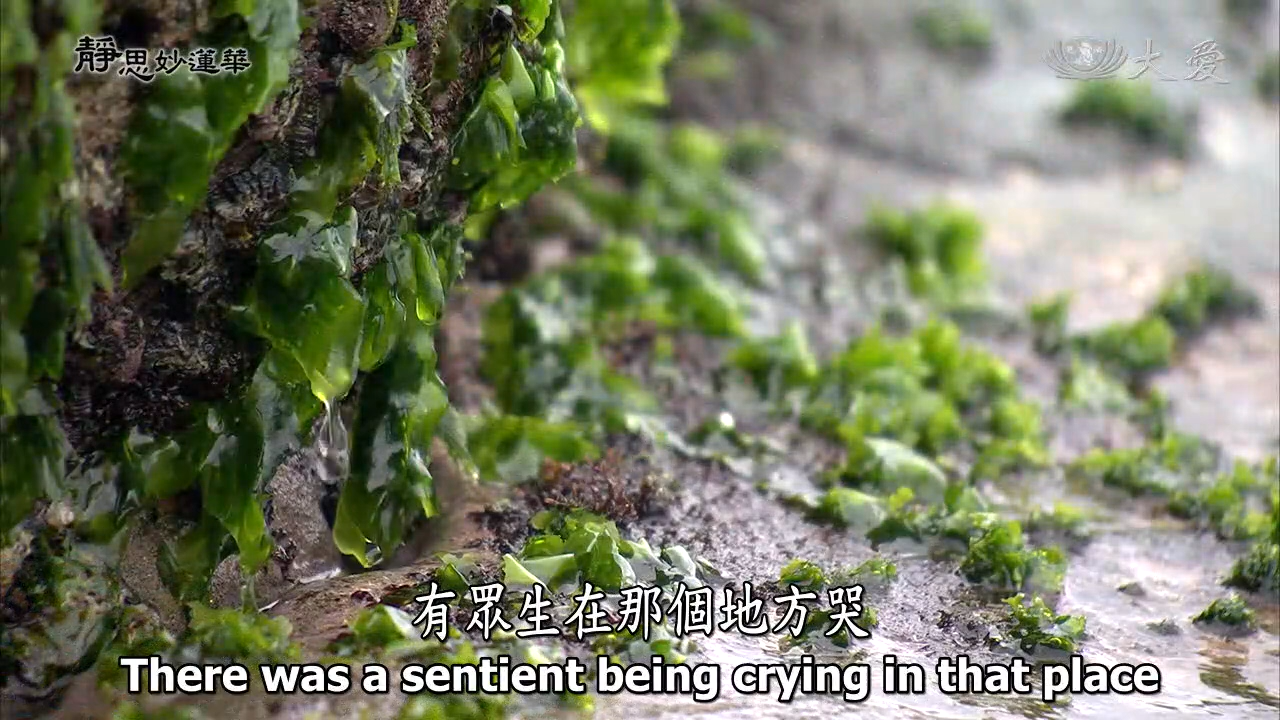 靜思妙蓮華
大愛
有眾生在那個地方哭
There was a sentient being crying in that place